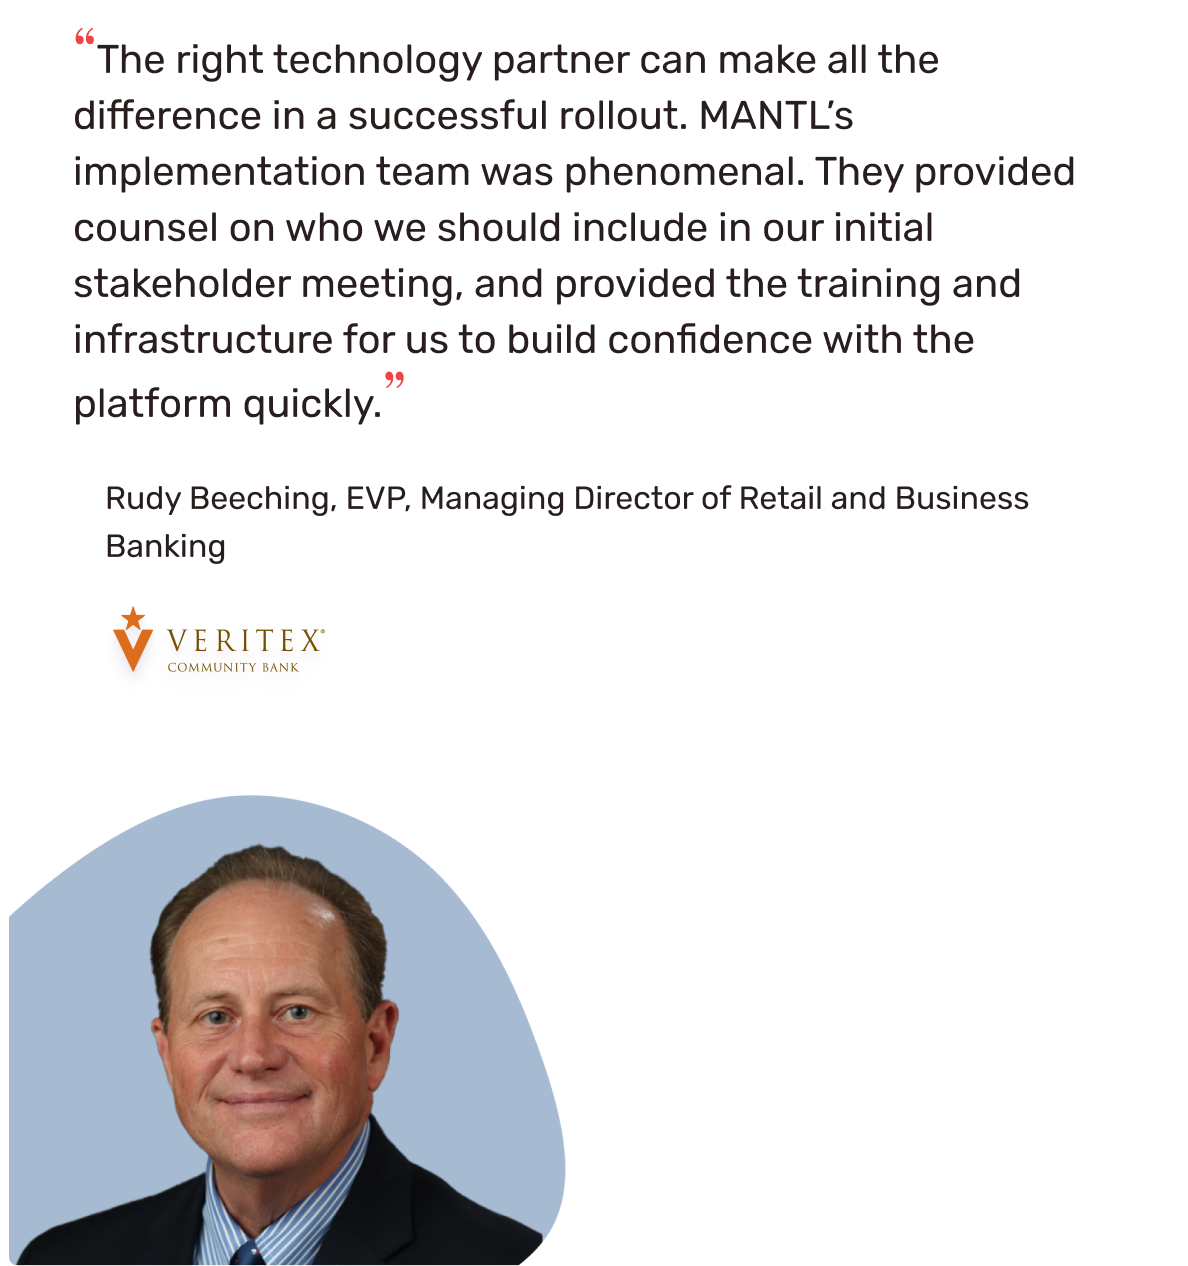 “The right technology partner can make all the
difference in a successful rollout. MANTL’s
implementation team was phenomenal. They provided
counsel on who we should include in our initial
stakeholder meeting, and provided the training and
infrastructure for us to build confidence with the
platform quickly.”
Rudy Beeching, EVP, Managing Director of Retail and Business
Banking
VERITEX®
COMMUNITY BANK